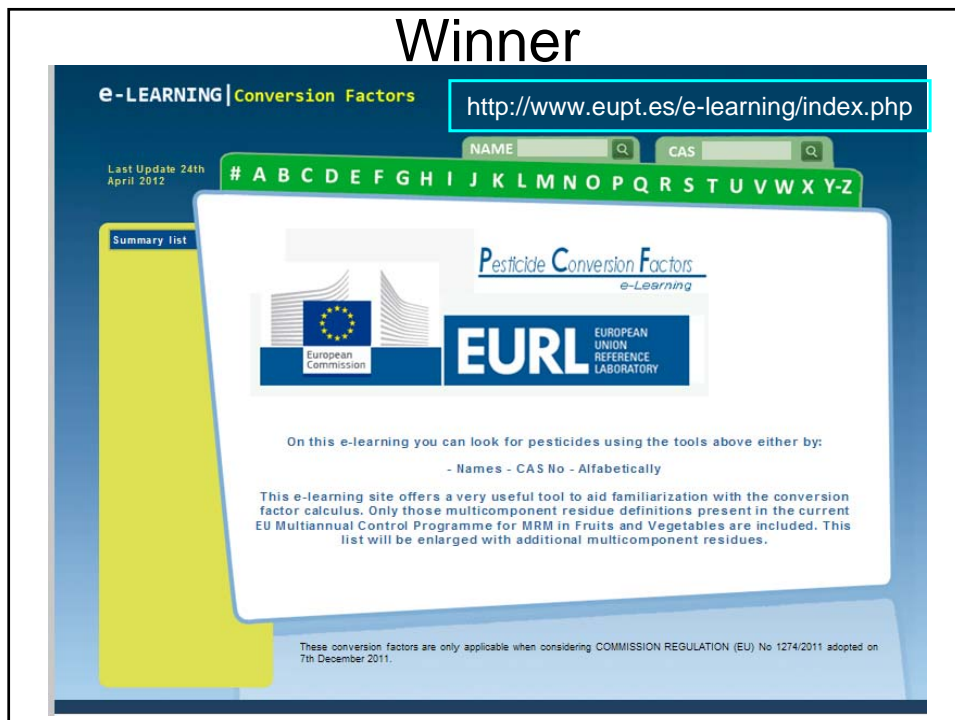 Winner
e-LEARNING|Conversion Factors
http://www.eupt.es/e-learning/index.php
NAME
CAS
Last Update 24th
April 2012
# A B C D E F G H I J K L M N O P Q R S T U V W X Y-Z
Summary list
Pesticide Conversion Factors
e-Learning
European
Commission
EURL
EUROPEAN
UNION
REFERENCE
LABORATORY
On this e-learning you can look for pesticides using the tools above either by:
- Names - CAS No - Alfabetically
This e-learning site offers a very useful tool to aid familiarization with the conversion
factor calculus. Only those multicomponent residue definitions present in the current
EU Multiannual Control Programme for MRM in Fruits and Vegetables are included. This
list will be enlarged with additional multicomponent residues.
These conversion factors are only applicable when considering COMMISSION REGULATION (EU) No 1274/2011 adopted on
7th December 2011.